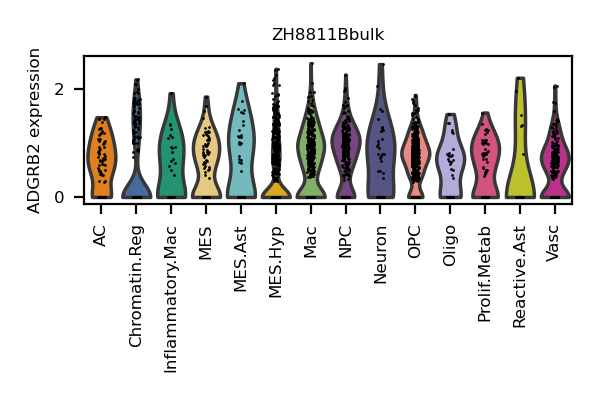 ZH8811Bbulk
ADGRB2 expression
2
0
AC
Chromatin.Reg
Inflammatory.Mac
MES
MES.Ast
MES.Hyp
Mac
NPC
Neuron
OPC
Oligo
Prolif.Metab
Reactive.Ast
Vasc